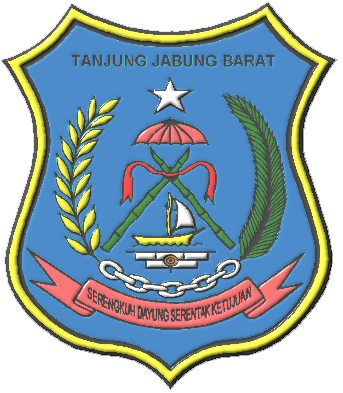 TANJUNG JABUNG BARAT
SERENGKUH DAYUNG SERENTAK KETUJUAN